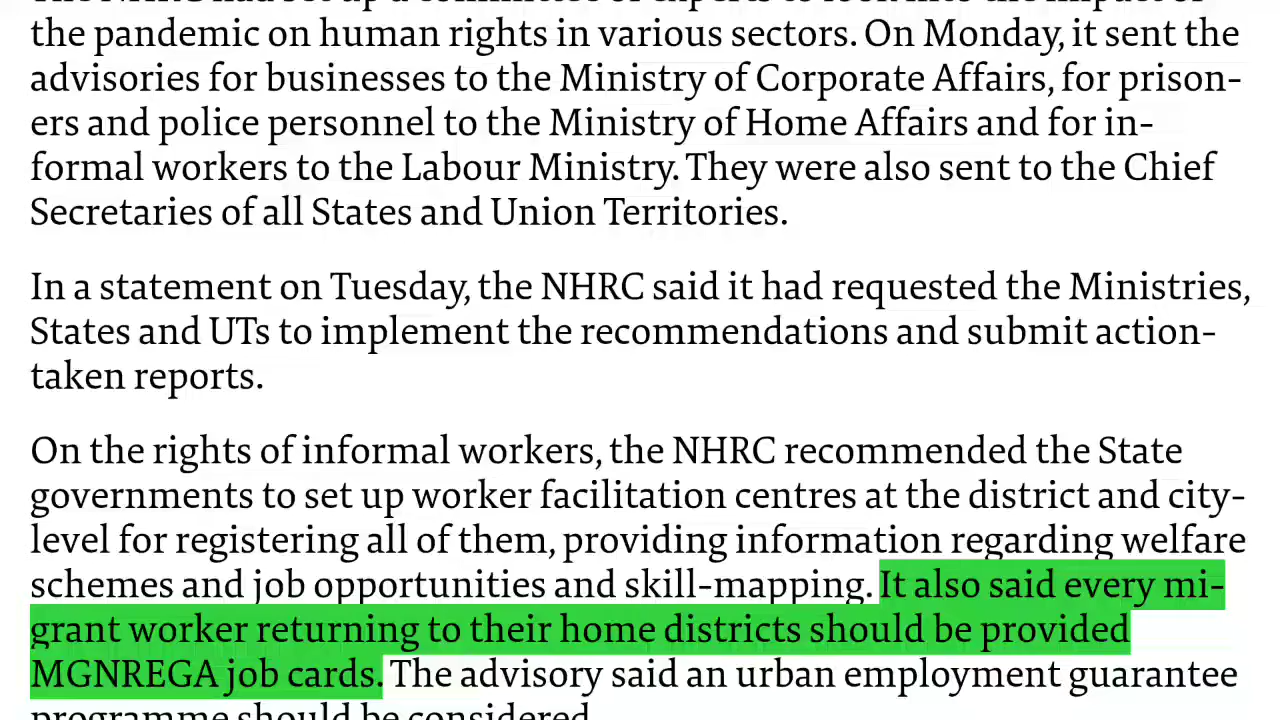 the pandemic on human rights in various sectors. On Monday, it sent the
advisories for businesses to the Ministry of Corporate Affairs, for prison-
ers and police personnel to the Ministry of Home Affairs and for in-
formal workers to the Labour Ministry. They were also sent to the Chief
Secretaries of all States and Union Territories.
In a statement on Tuesday, the NHRC said it had requested the Ministries,
States and UTs to implement the recommendations and submit action-
taken reports.
On the rights of informal workers, the NHRC recommended the State
governments to set up worker facilitation centres at the district and city-
level for registering all of them, providing information regarding welfare
schemes and job opportunities and skill-mapping. It also said every mi-
grant worker returning to their home districts should be provided
MGNREGA job cards. The advisory said an urban employment guarantee
programme should be considered